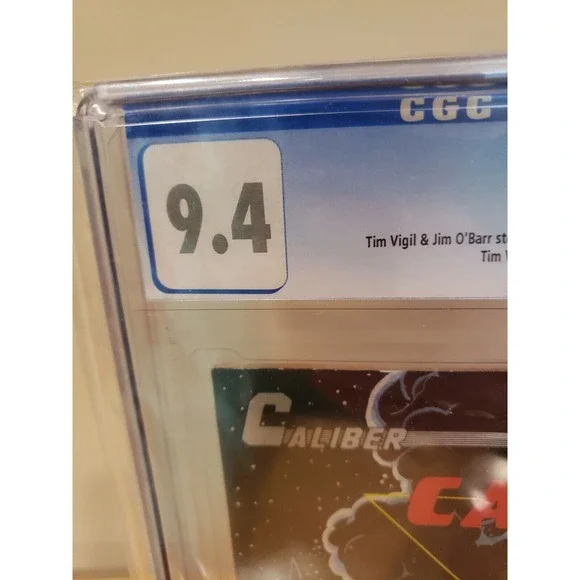 CGC
9.4
Tim Vigil & Jim O'Barr st
Tim
CALIBER
CA